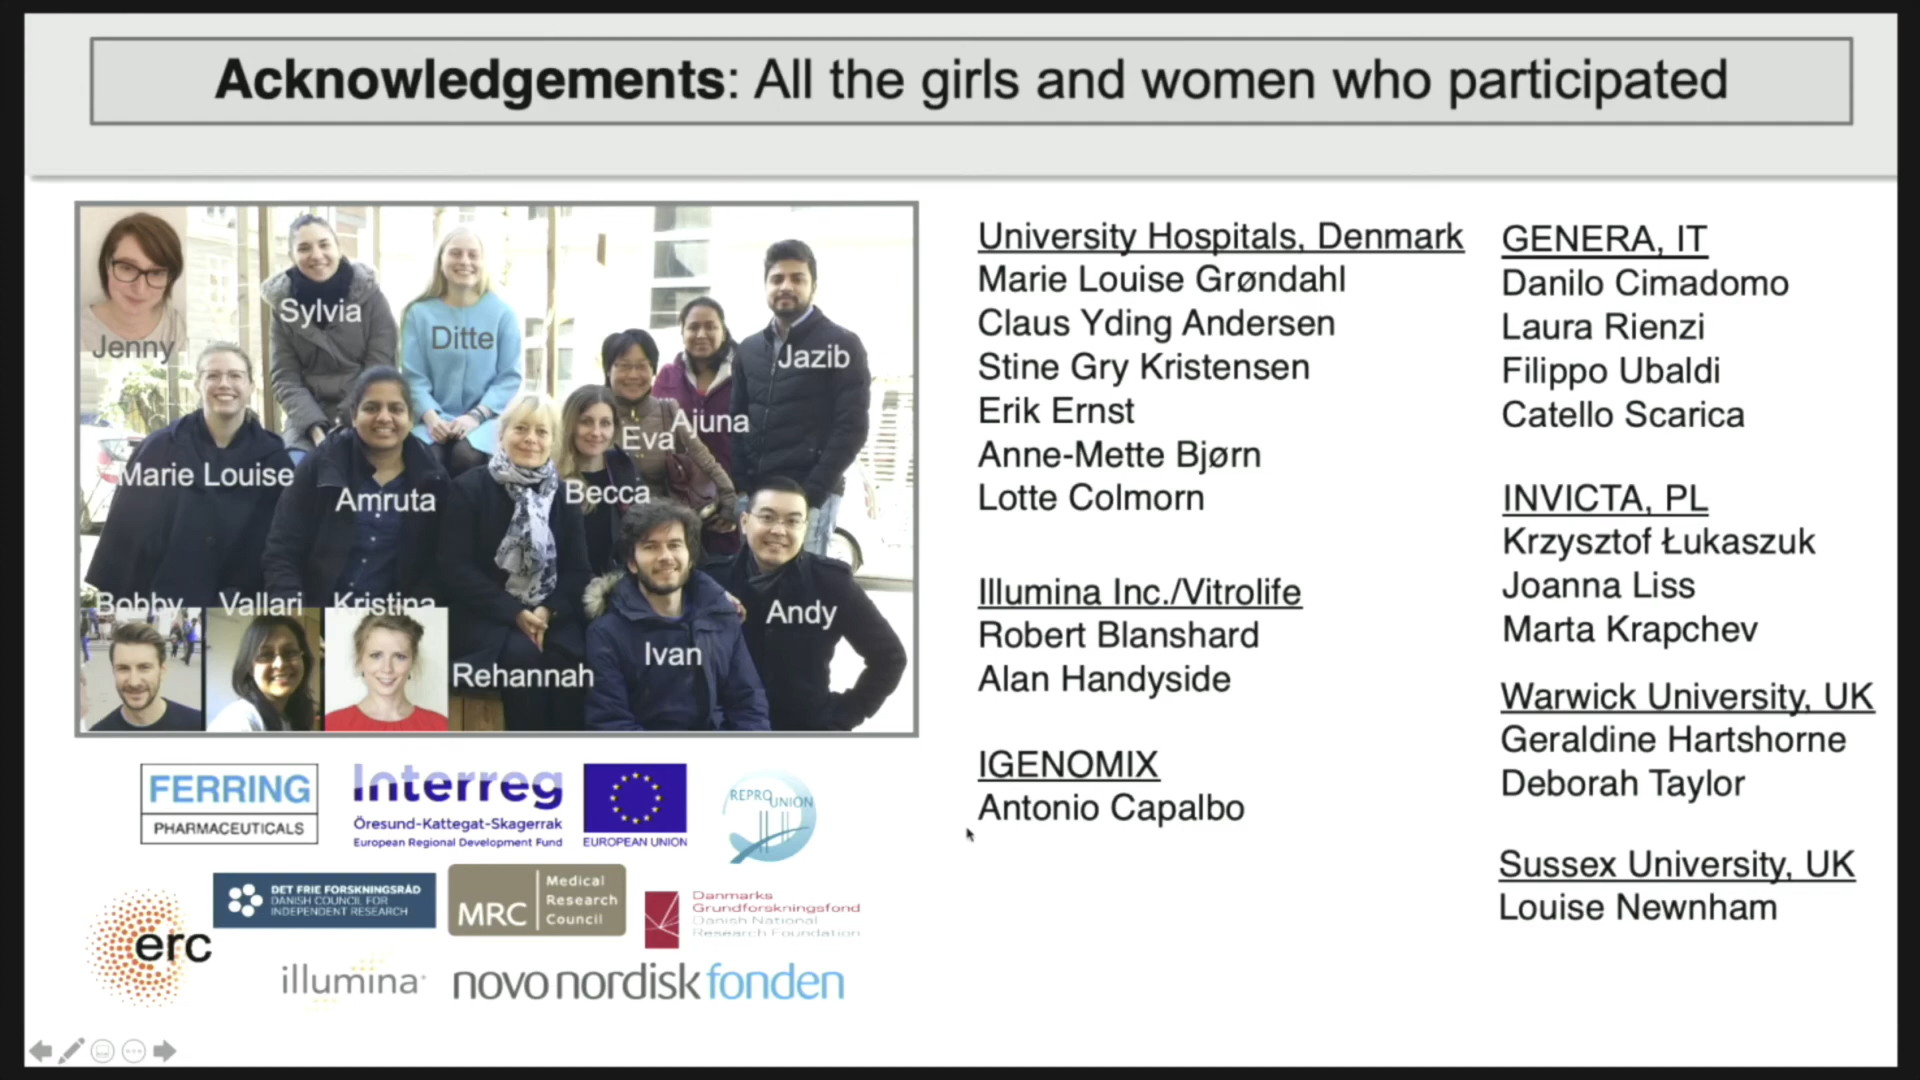 Acknowledgements: All the girls and women who participated
Jenny
Sylvia
Ditte
Jazib
Ajuna
Eva
Marie Louise
Amruta
Becca
Bobby
Vallari
Kristina
Rehannah
Ivan
Andy
FERRING
PHARMACEUTICALS
Interreg
Öresund-Kattegat-Skagerrak
European Regional Development Fund
EUROPEAN UNION
REPROUNION
erc
DET FRIE FORSKNINGSRÅD
DANISH COUNCIL FOR
INDEPENDENT RESEARCH
MRC
Medical
Research
Council
Danmarks
Grundforskningsfond
Danish National
Research Foundation
illumina
novo nordisk fonden
University Hospitals, Denmark
Marie Louise Grøndahl
Claus Yding Andersen
Stine Gry Kristensen
Erik Ernst
Anne-Mette Bjørn
Lotte Colmorn
Illumina Inc./Vitrolife
Robert Blanshard
Alan Handyside
IGENOMIX
Antonio Capalbo
GENERA, IT
Danilo Cimadomo
Laura Rienzi
Filippo Ubaldi
Catello Scarica
INVICTA, PL
Krzysztof Łukaszuk
Joanna Liss
Marta Krapchev
Warwick University, UK
Geraldine Hartshorne
Deborah Taylor
Sussex University, UK
Louise Newnham